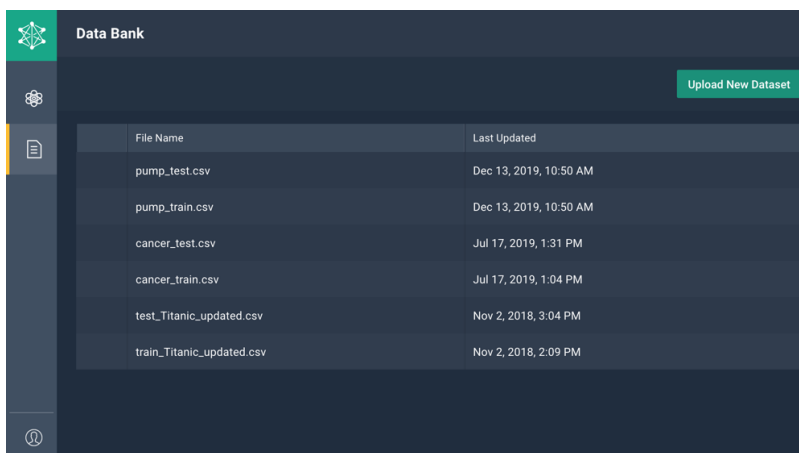 Data Bank
Upload New Dataset
File Name Last Updated
pump_test.csv Dec 13, 2019, 10:50 AM
pump_train.csv Dec 13, 2019, 10:50 AM
cancer_test.csv Jul 17, 2019, 1:31 PM
cancer_train.csv Jul 17, 2019, 1:04 PM
test_Titanic_updated.csv Nov 2, 2018, 3:04 PM
train_Titanic_updated.csv Nov 2, 2018, 2:09 PM